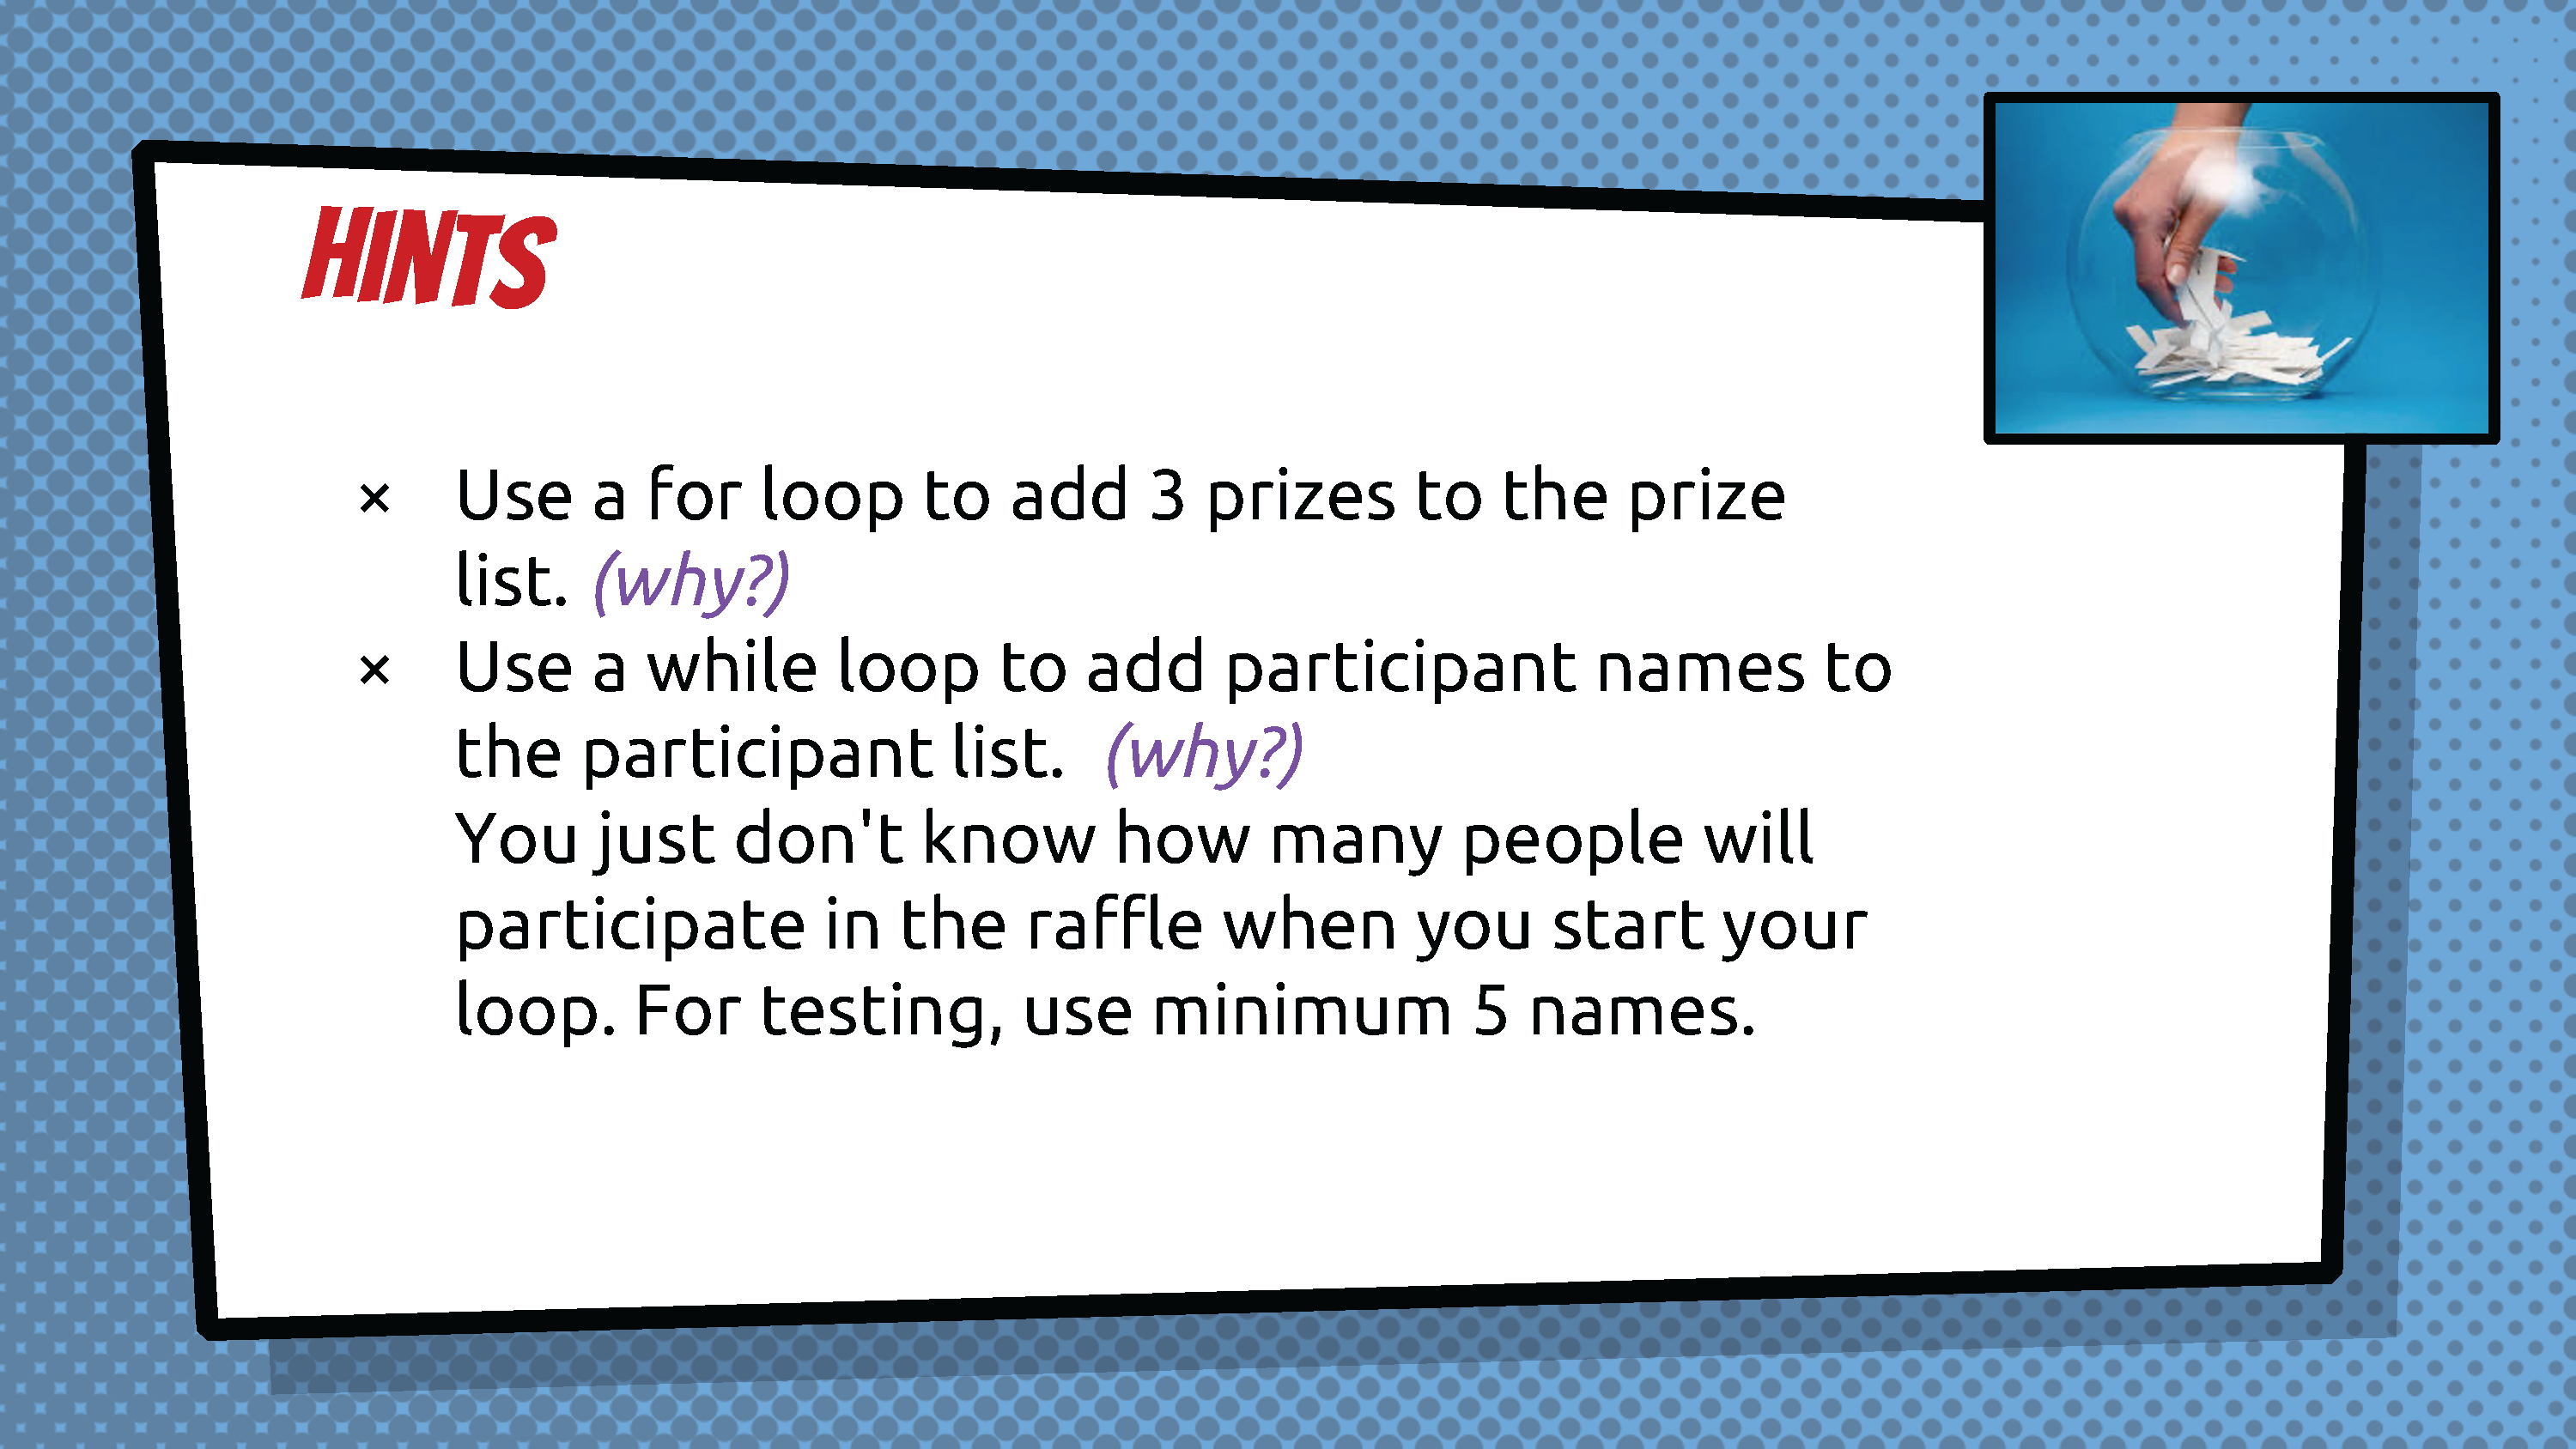 HINTS
× Use a for loop to add 3 prizes to the prize
list. (why?)
× Use a while loop to add participant names to
the participant list. (why?)
You just don't know how many people will
participate in the raffle when you start your
loop. For testing, use minimum 5 names.